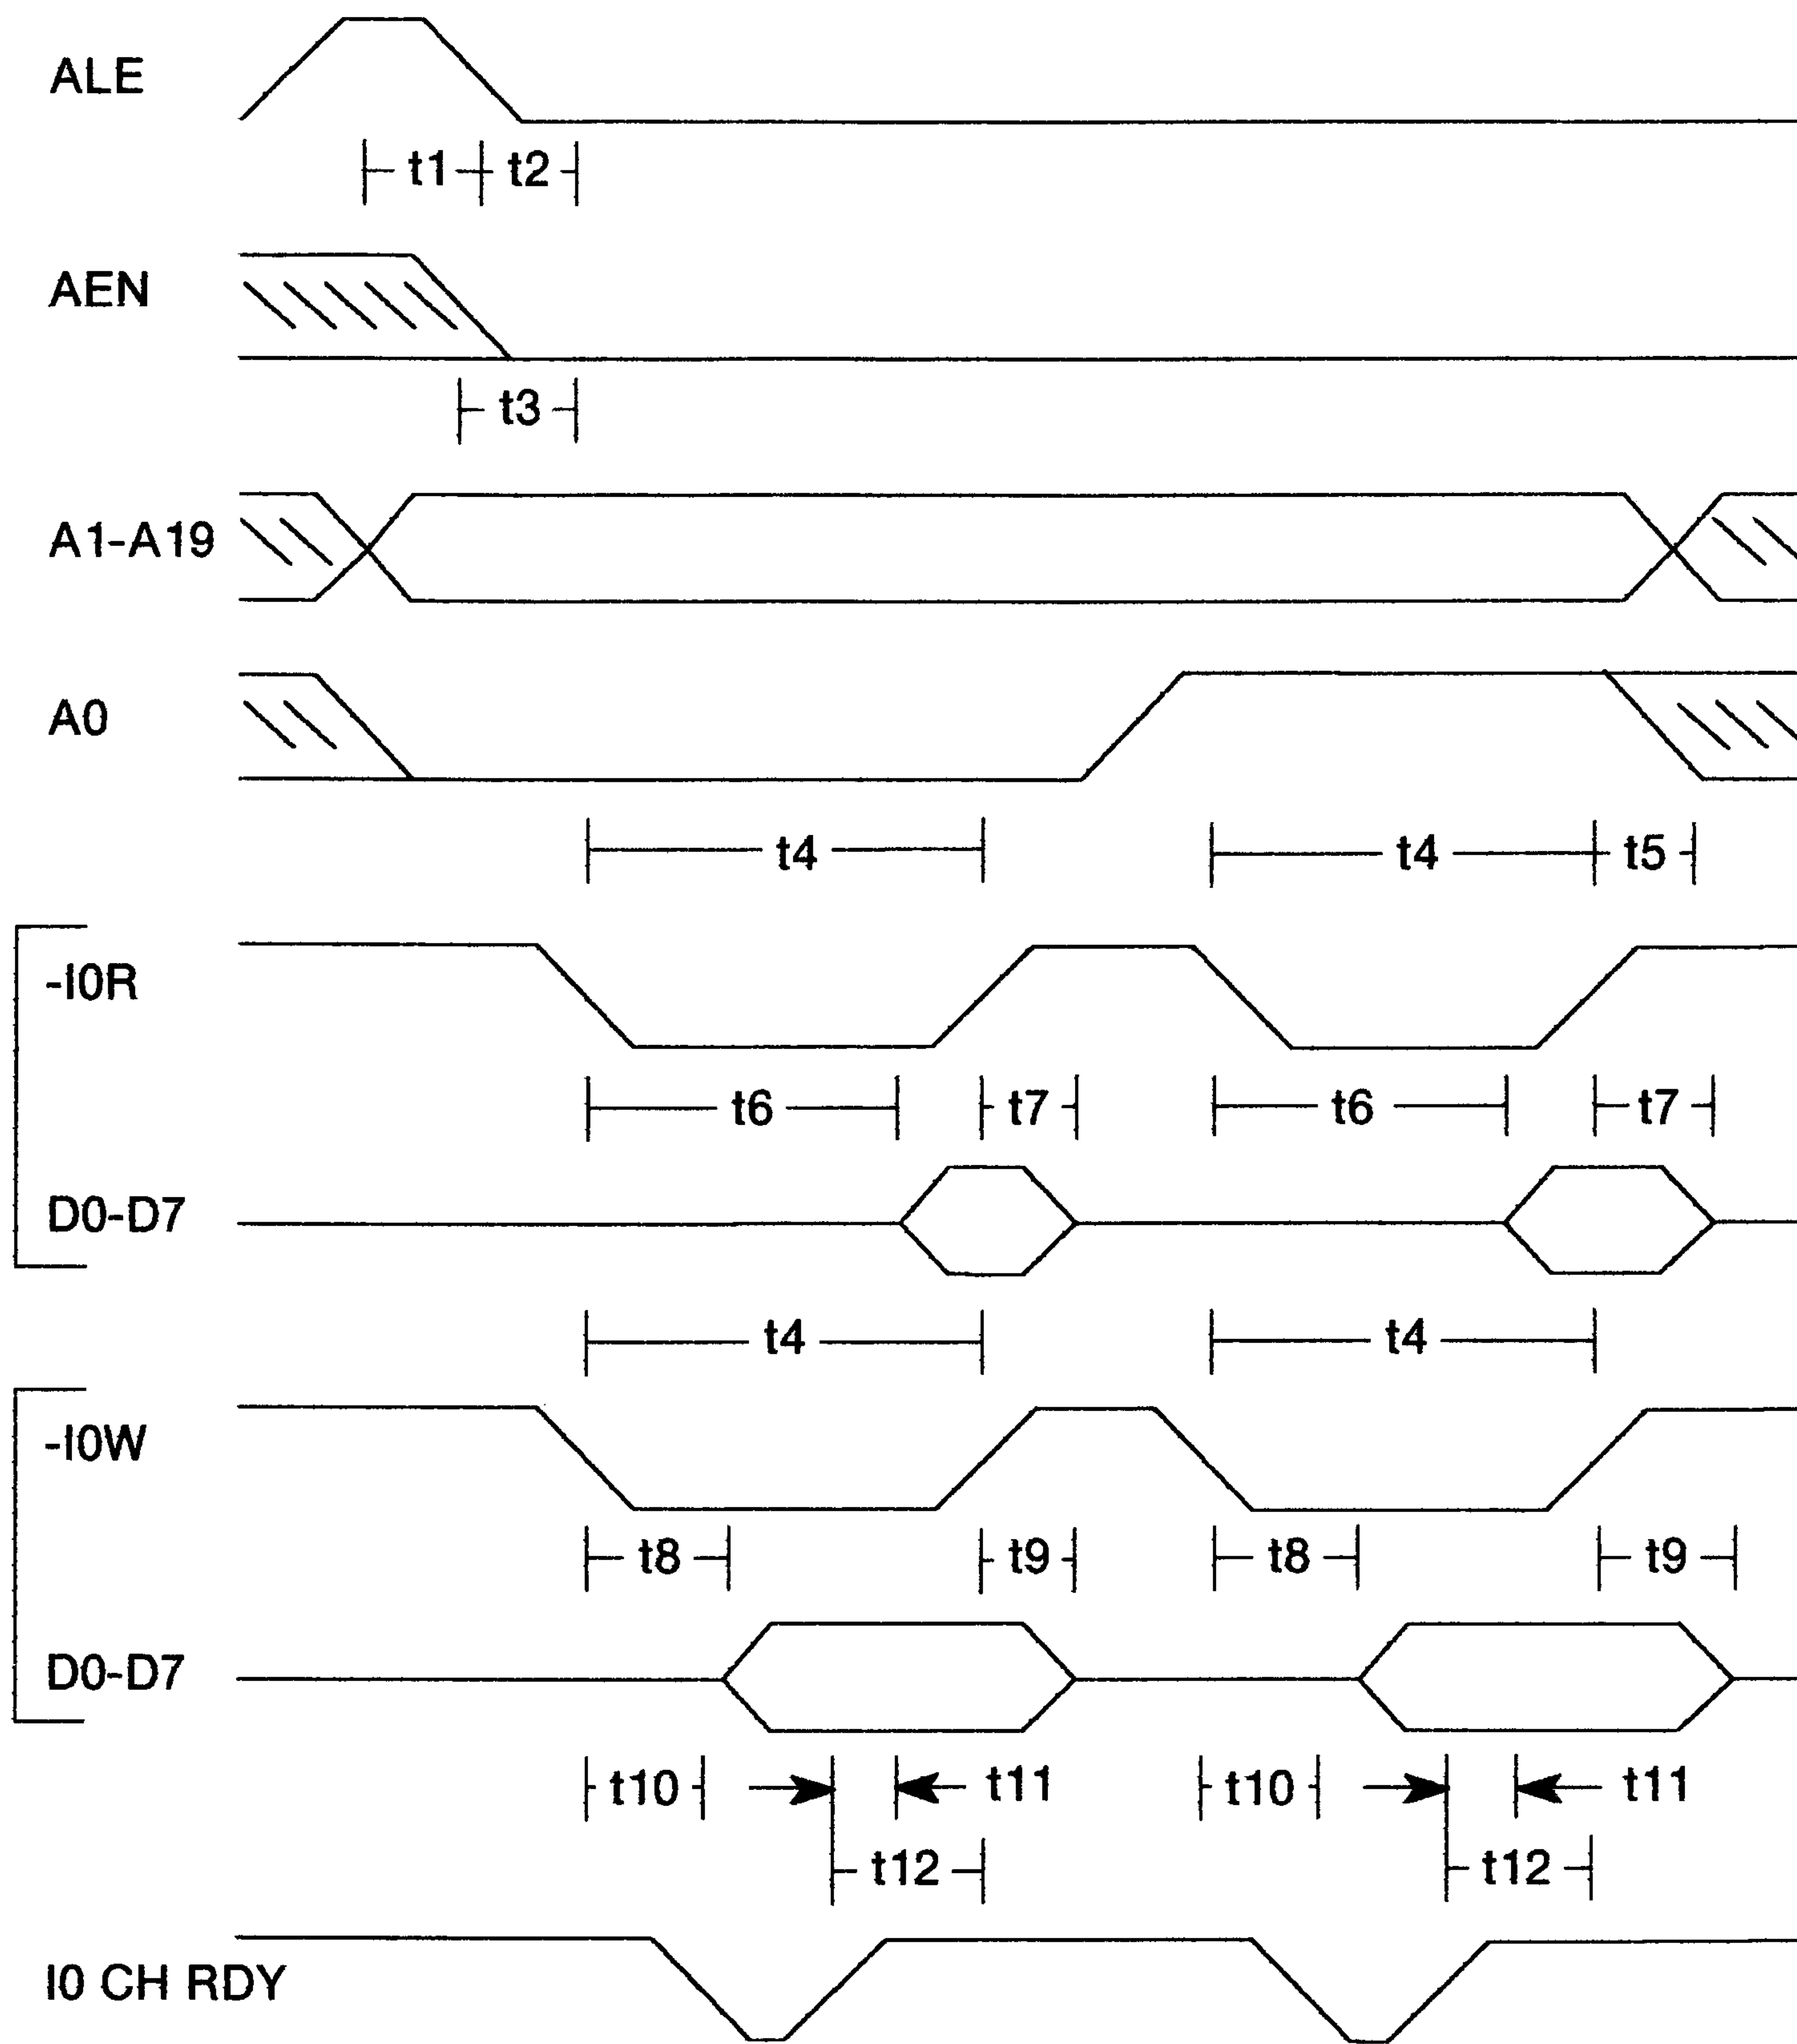 ALE
t1 t2
AEN
t3
A1-A19
A0
t4 t4 t5
-I0R
t6 t7 t6 t7
D0-D7
t4 t4
-I0W
t8 t9 t8 t9
D0-D7
t10 t11 t10 t11
t12 t12
I0 CH RDY